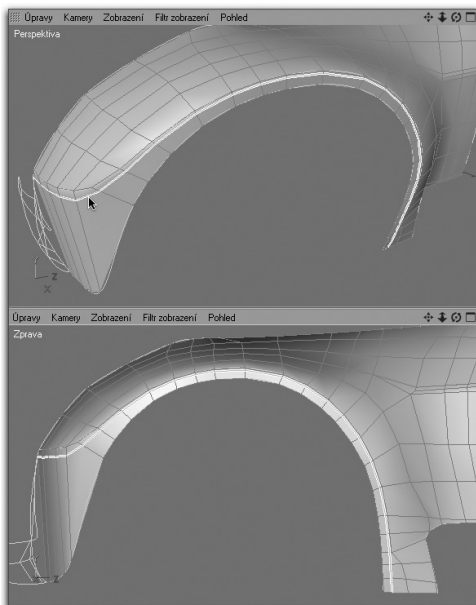 Úpravy Kamery Zobrazení Filtr zobrazení Pohled
Perspektiva
Y
Z
X
Úpravy Kamery Zobrazení Filtr zobrazení Pohled
Zprava
Z